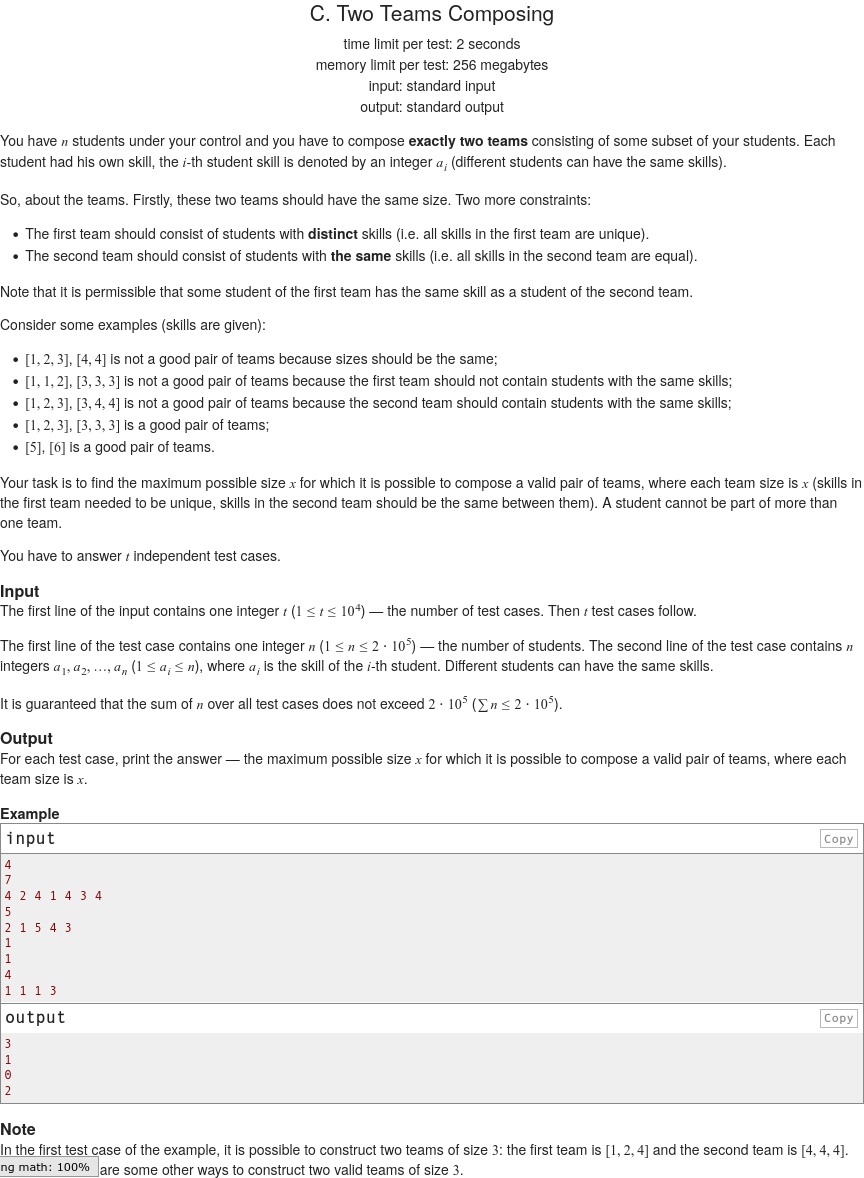 C. Two Teams Composing
time limit per test: 2 seconds
memory limit per test: 256 megabytes
input: standard input
output: standard output
You have n students under your control and you have to compose exactly two teams consisting of some subset of your students. Each
student had his own skill, the i-th student skill is denoted by an integer a_i (different students can have the same skills).
So, about the teams. Firstly, these two teams should have the same size. Two more constraints:
• The first team should consist of students with distinct skills (i.e. all skills in the first team are unique).
• The second team should consist of students with the same skills (i.e. all skills in the second team are equal).
Note that it is permissible that some student of the first team has the same skill as a student of the second team.
Consider some examples (skills are given):
• [1, 2, 3], [4, 4] is not a good pair of teams because sizes should be the same;
• [1, 1, 2], [3, 3, 3] is not a good pair of teams because the first team should not contain students with the same skills;
• [1, 2, 3], [3, 4, 4] is not a good pair of teams because the second team should contain students with the same skills;
• [1, 2, 3], [3, 3, 3] is a good pair of teams;
• [5], [6] is a good pair of teams.
Your task is to find the maximum possible size x for which it is possible to compose a valid pair of teams, where each team size is x (skills in
the first team needed to be unique, skills in the second team should be the same between them). A student cannot be part of more than
one team.
You have to answer t independent test cases.
Input
The first line of the input contains one integer t (1 ≤ t ≤ 10^4) — the number of test cases. Then t test cases follow.
The first line of the test case contains one integer n (1 ≤ n ≤ 2 · 10^5) — the number of students. The second line of the test case contains n
integers a_1, a_2, …, a_n (1 ≤ a_i ≤ n), where a_i is the skill of the i-th student. Different students can have the same skills.
It is guaranteed that the sum of n over all test cases does not exceed 2 · 10^5 (∑ n ≤ 2 · 10^5).
Output
For each test case, print the answer — the maximum possible size x for which it is possible to compose a valid pair of teams, where each
team size is x.
Example
input Copy
4
7
4 2 4 1 4 3 4
5
2 1 5 4 3
1
1
4
1 1 1 3
output Copy
3
1
0
2
Note
In the first test case of the example, it is possible to construct two teams of size 3: the first team is [1, 2, 4] and the second team is [4, 4, 4].
ng math: 100% are some other ways to construct two valid teams of size 3.